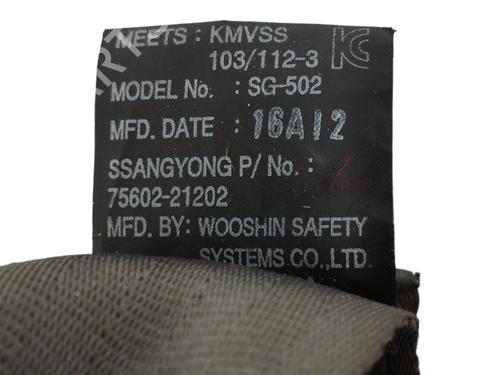 MEETS : KMVSS
103/112-3
MODEL No. : SG-502
MFD. DATE : 16A12
SSANGYONG P/ No. :
75602-21202
MFD. BY: WOOSHIN SAFETY
SYSTEMS CO.,LTD.